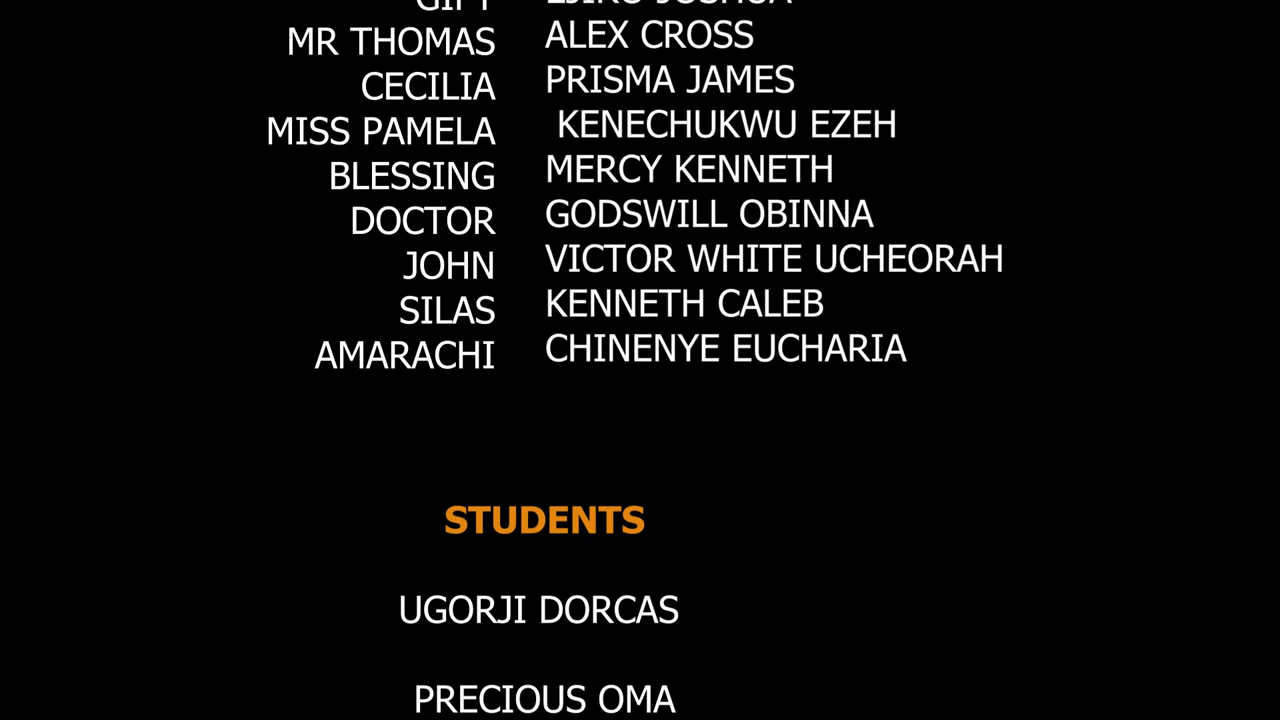 MR THOMAS ALEX CROSS
CECILIA PRISMA JAMES
MISS PAMELA KENECHUKWU EZEH
BLESSING MERCY KENNETH
DOCTOR GODSWILL OBINNA
JOHN VICTOR WHITE UCHEORAH
SILAS KENNETH CALEB
AMARACHI CHINENYE EUCHARIA
STUDENTS
UGORJI DORCAS
PRECIOUS OMA